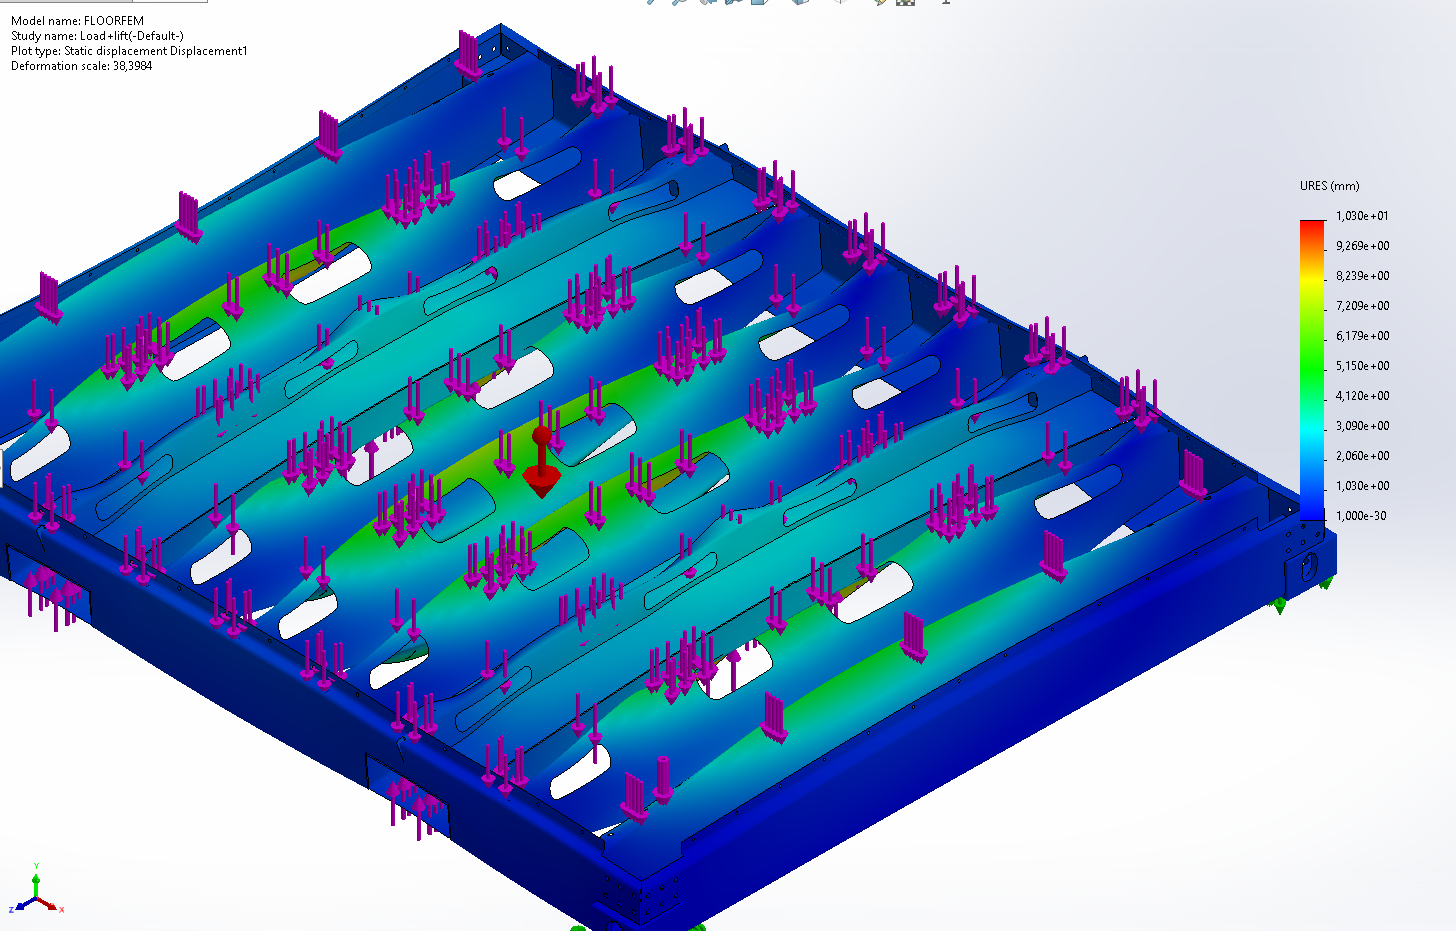 Model name: FLOORFEM
Study name: Load+lift(-Default-)
Plot type: Static displacement Displacement1
Deformation scale: 38,3984
URES (mm)
1,030e+01
9,269e+00
8,239e+00
7,209e+00
6,179e+00
5,150e+00
4,120e+00
3,090e+00
2,060e+00
1,030e+00
1,000e-30
Y
Z
X